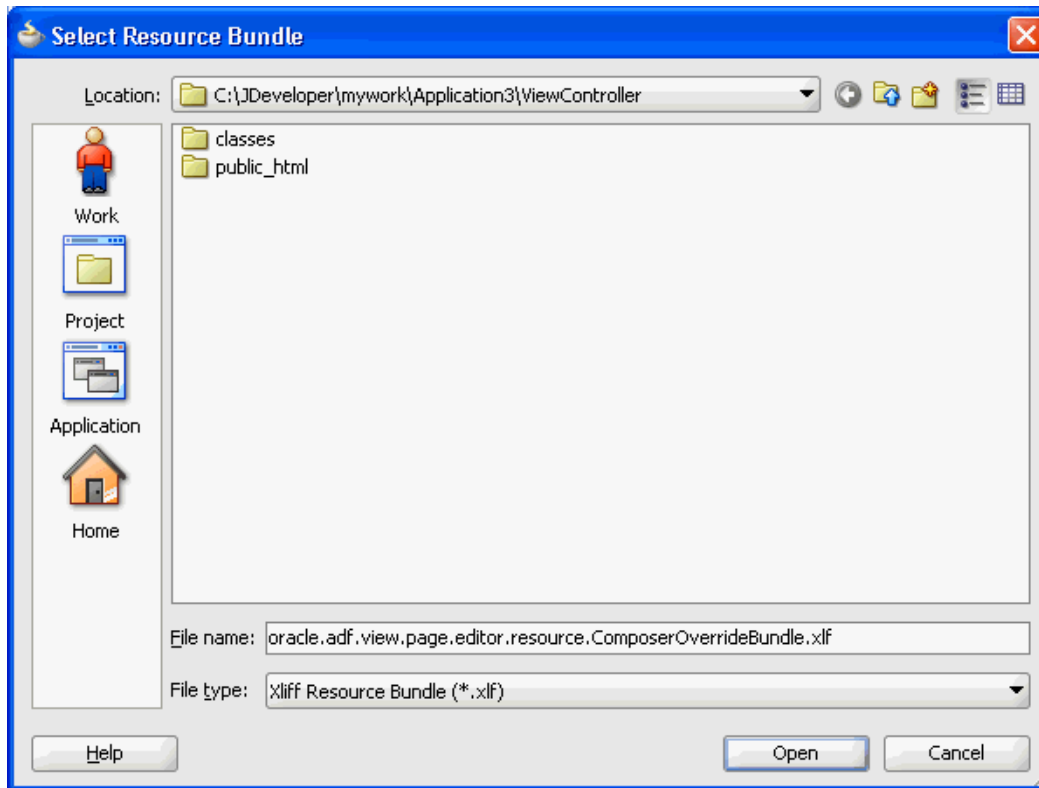 Select Resource Bundle
Location: C:\JDeveloper\mywork\Application3\ViewController
classes
public_html
Work
Project
Application
Home
File name: oracle.adf.view.page.editor.resource.ComposerOverrideBundle.xlf
File type: Xliff Resource Bundle (*.xlf)
Help Open Cancel